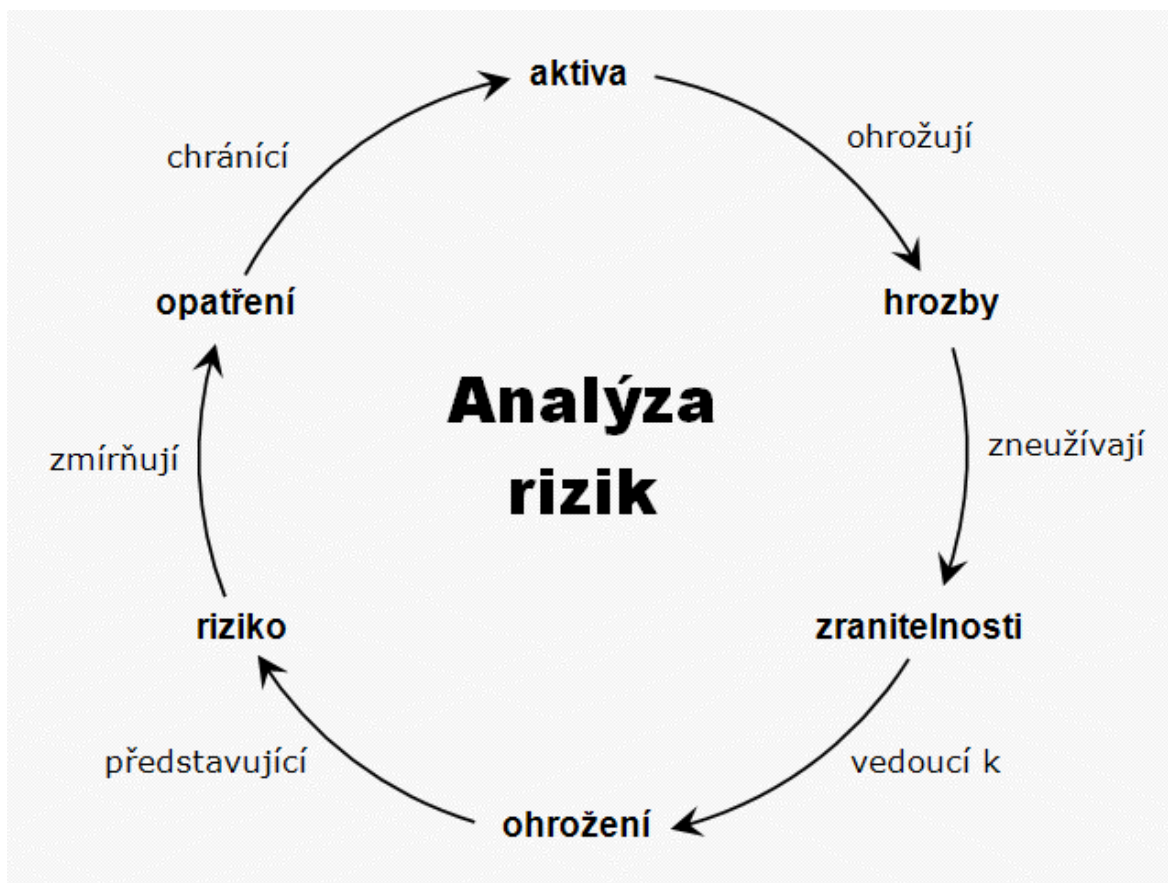 aktiva
ohrožují
chránící
opatření
hrozby
Analýza
rizik
zmírňují
zneužívají
riziko
zranitelnosti
představující
vedoucí k
ohrožení